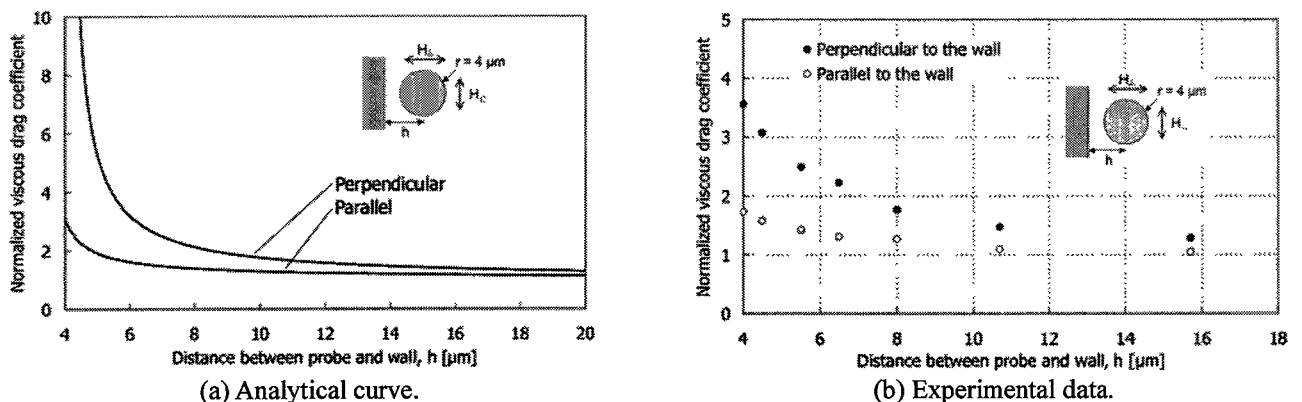 10
8
6
4
2
0
Normalized viscous drag coefficient
r = 4 μm
h
Perpendicular
Parallel
4 6 8 10 12 14 16 18 20
Distance between probe and wall, h [μm]
(a) Analytical curve.
5
4
3
2
1
0
Normalized viscous drag coefficient
Perpendicular to the wall
Parallel to the wall
r = 4 μm
h
4 6 8 10 12 14 16 18
Distance between probe and wall, h [μm]
(b) Experimental data.